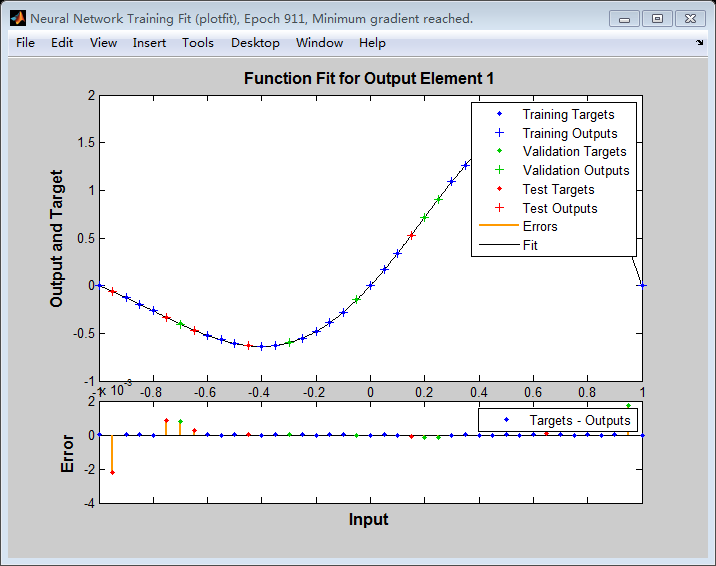 Neural Network Training Fit (plotfit), Epoch 911, Minimum gradient reached.
File Edit View Insert Tools Desktop Window Help
Function Fit for Output Element 1
2
1.5
1
0.5
0
-0.5
-1
Output and Target
Training Targets
Training Outputs
Validation Targets
Validation Outputs
Test Targets
Test Outputs
Errors
Fit
-1 -0.8 -0.6 -0.4 -0.2 0 0.2 0.4 0.6 0.8 1
x 10^-3
2
0
-2
-4
Error
Targets - Outputs
Input